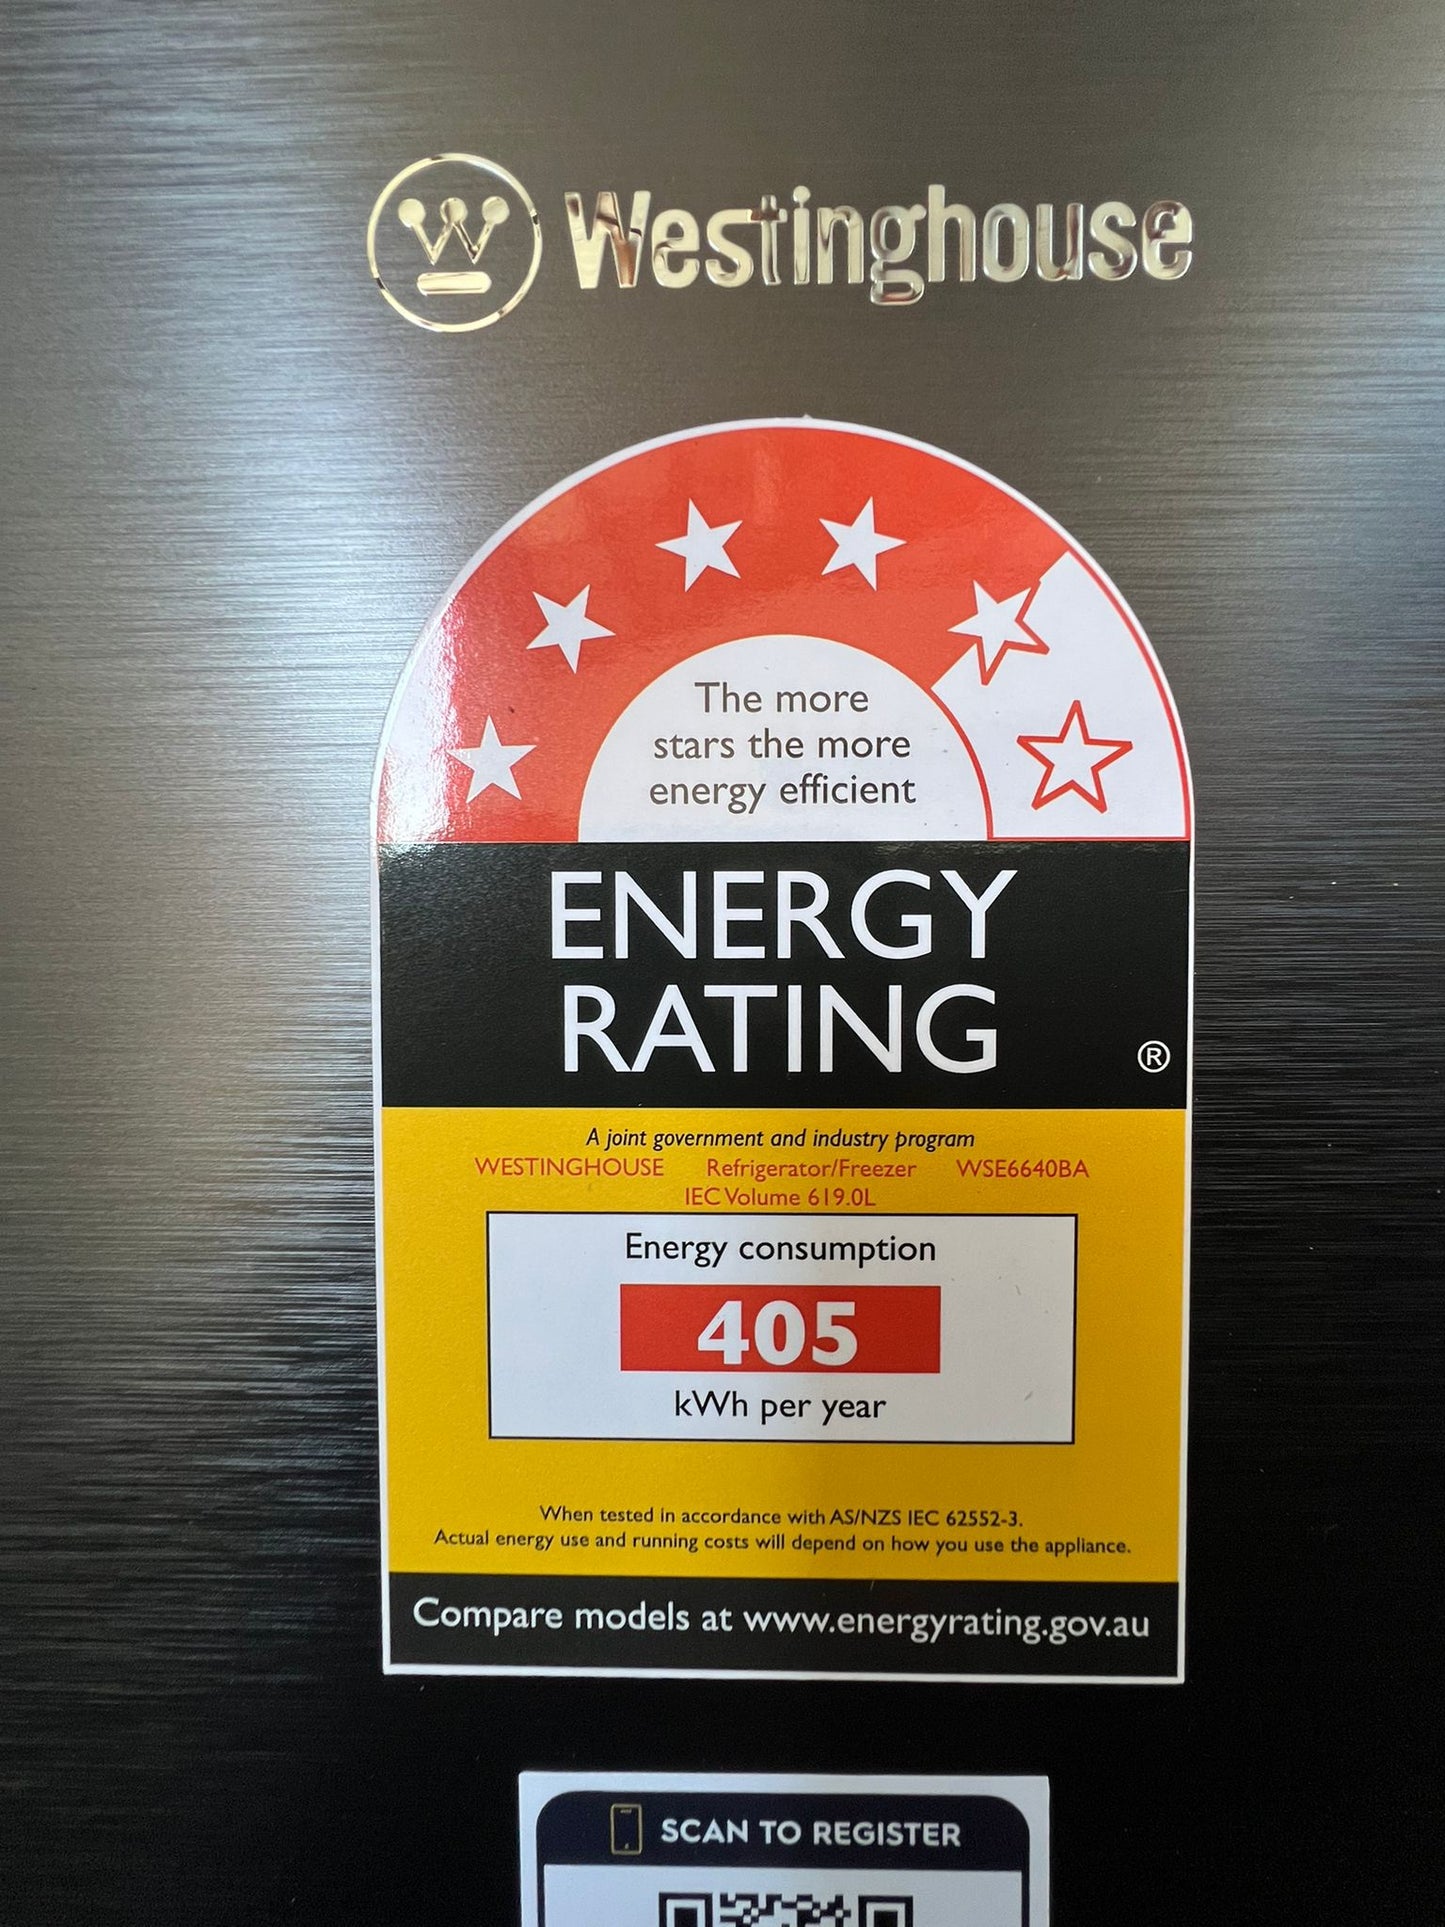 W
Westinghouse
The more
stars the more
energy efficient
ENERGY
RATING
®
A joint government and industry program
WESTINGHOUSE Refrigerator/Freezer WSE6640BA
IEC Volume 619.0L
Energy consumption
405
kWh per year
When tested in accordance with AS/NZS IEC 62552-3.
Actual energy use and running costs will depend on how you use the appliance.
Compare models at www.energyrating.gov.au
SCAN TO REGISTER